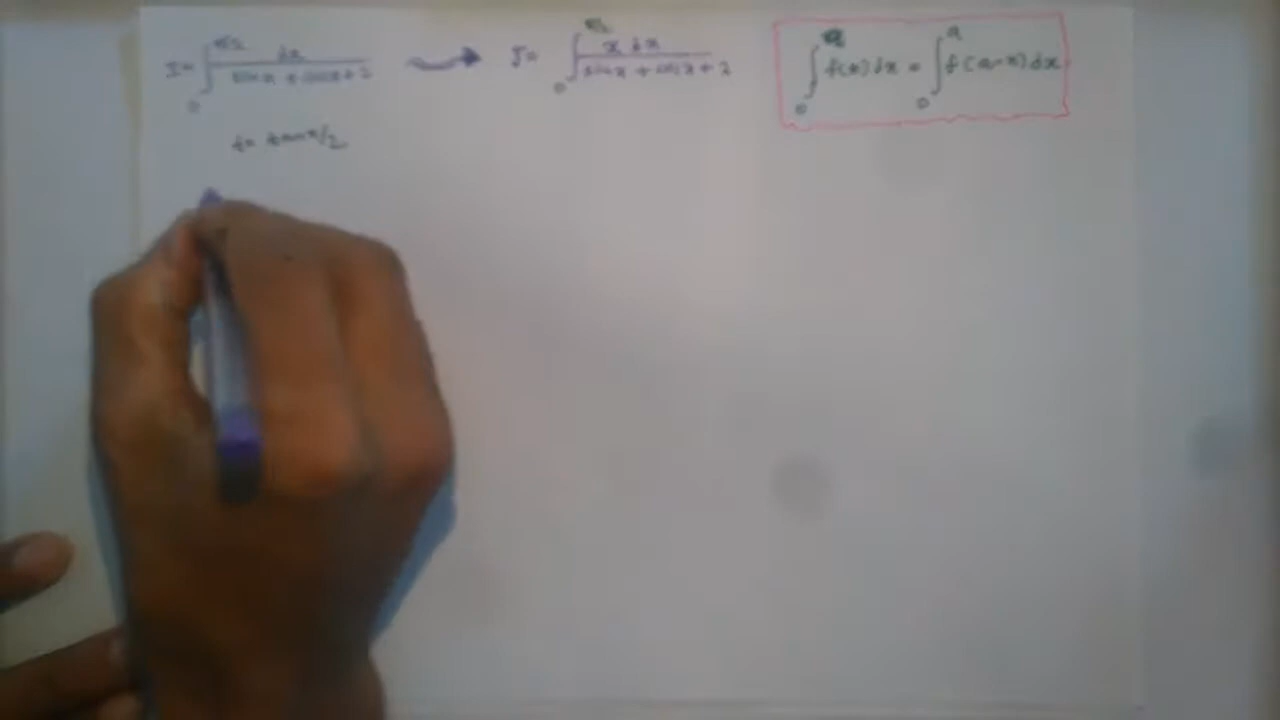 I = ∫₀^π/2 dx / (sin x + cos x + 2) → J = ∫₀^π/2 x dx / (sin x + cos x + 2) ∫₀^a f(x) dx = ∫₀^a f(a-x) dx
t = tan x/2